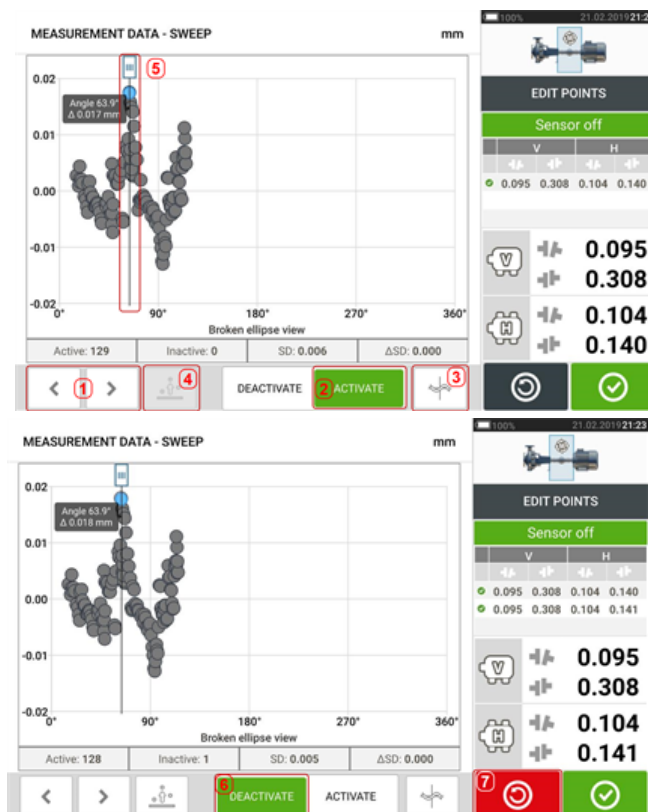 100% 21.02.2019 21:2
MEASUREMENT DATA - SWEEP mm
5
0.02
Angle 63.9°
Δ 0.017 mm
0.01
0.00
-0.01
-0.02
0° 90° 180° 270° 360°
Broken ellipse view
Active: 129 Inactive: 0 SD: 0.006 ΔSD: 0.000
1 4 DEACTIVATE 2 ACTIVATE 3
EDIT POINTS
Sensor off
V H
0.095 0.308 0.104 0.140
V 0.095
0.308
H 0.104
0.140
100% 21.02.2019 21:23
MEASUREMENT DATA - SWEEP mm
0.02
Angle 63.9°
Δ 0.018 mm
0.01
0.00
-0.01
-0.02
0° 90° 180° 270° 360°
Broken ellipse view
Active: 128 Inactive: 1 SD: 0.005 ΔSD: 0.000
6 DEACTIVATE ACTIVATE
EDIT POINTS
Sensor off
V H
0.095 0.308 0.104 0.140
0.095 0.308 0.104 0.141
V 0.095
0.308
H 0.104
0.141
7